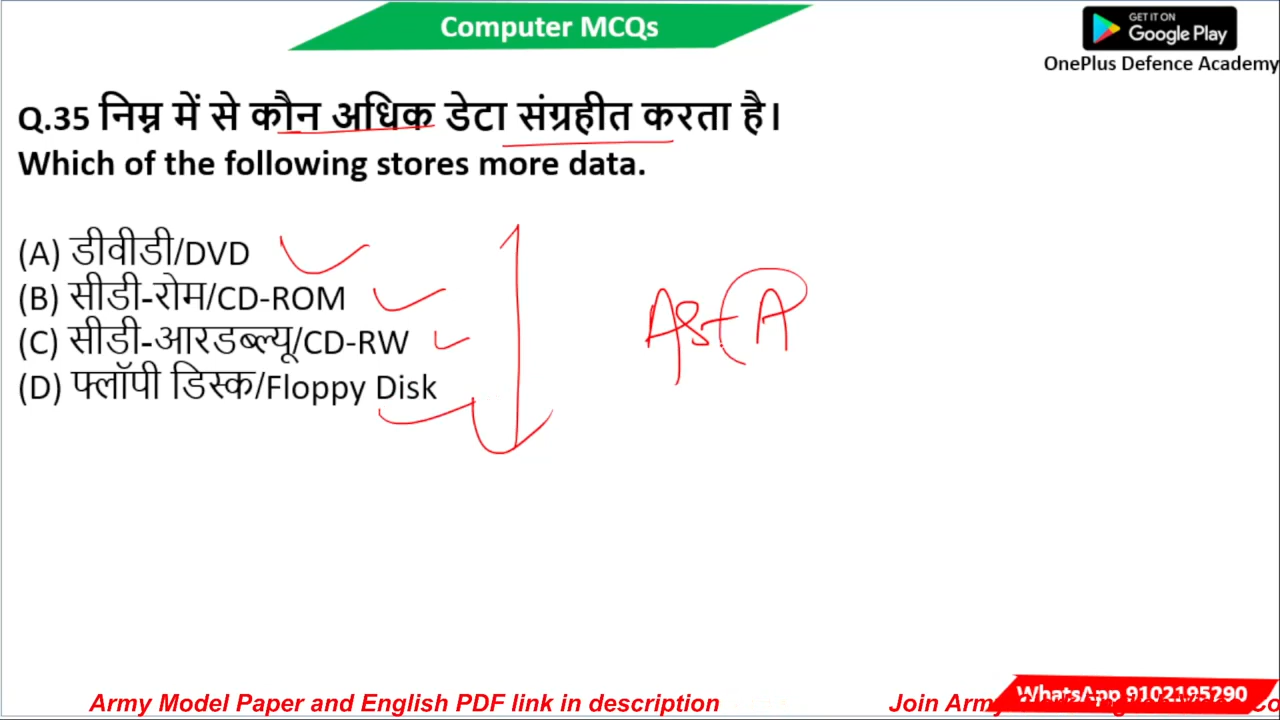 Computer MCQs
GET IT ON
Google Play
OnePlus Defence Academy
Q.35 निम्न में से कौन अधिक डेटा संग्रहीत करता है।
Which of the following stores more data.
(A) डीवीडी/DVD
(B) सीडी-रोम/CD-ROM
(C) सीडी-आरडब्ल्यू/CD-RW
(D) फ्लॉपी डिस्क/Floppy Disk
A
Army Model Paper and English PDF link in description
Join Army
WhatsApp 9102195290